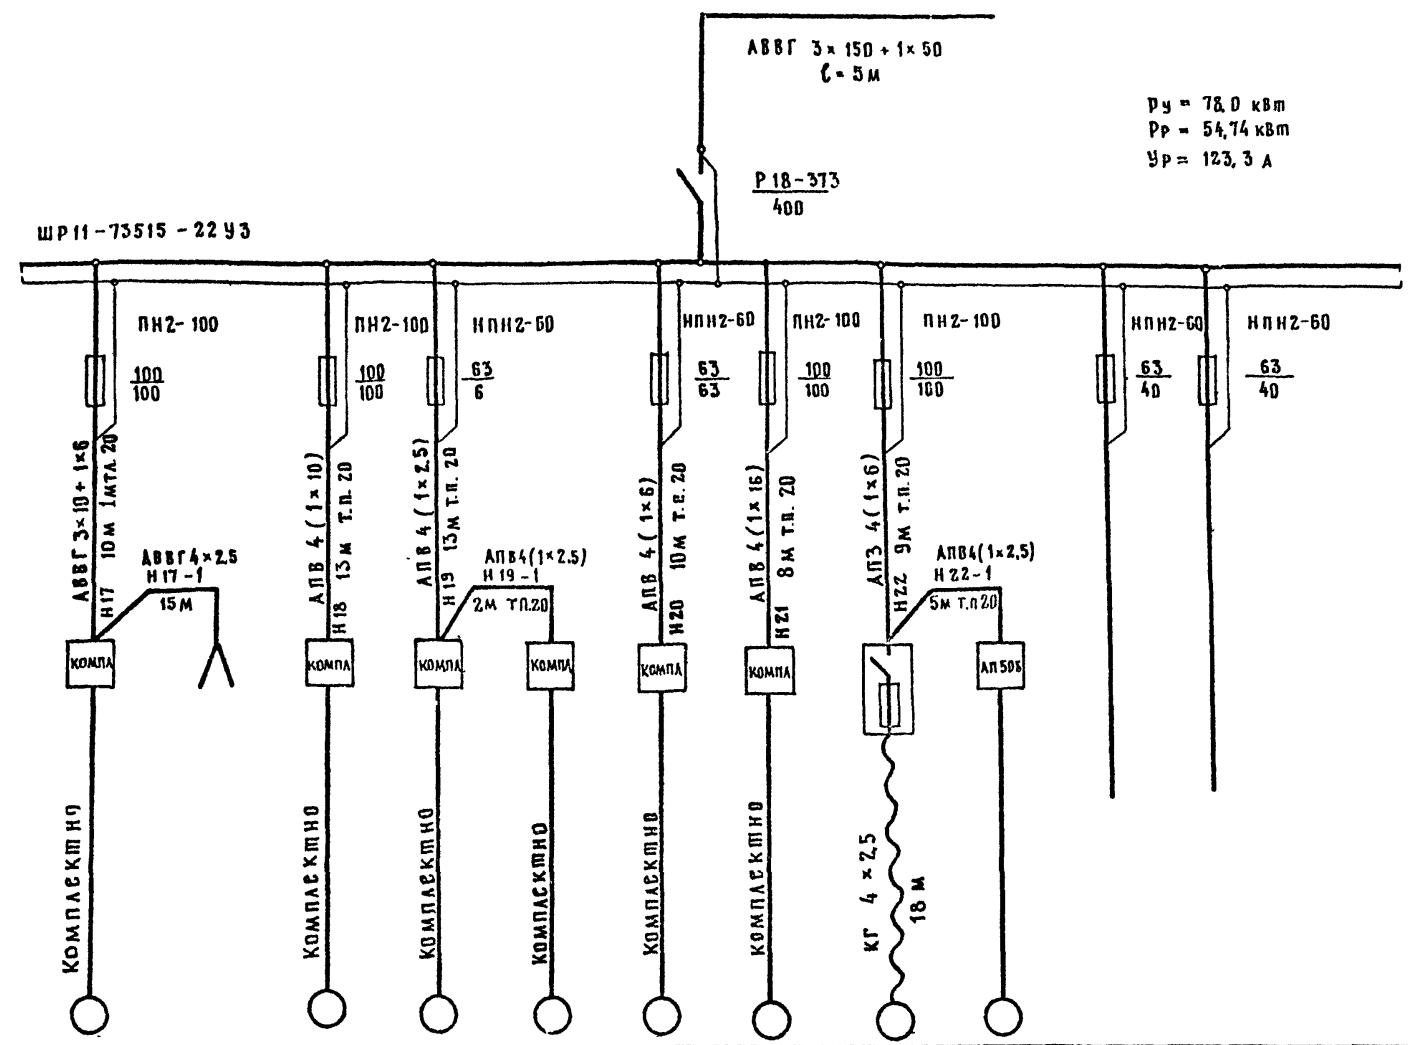 АВВГ 3×150+1×50
ℓ=5м
Ру = 78,0 кВт
Рр = 54,74 кВт
Ур = 123,3 А
Р18-373
400
ШР11-73515-22У3
ПН2-100
100
100
ПН2-100
100
100
НПН2-60
63
6
НПН2-60
63
63
ПН2-100
100
100
ПН2-100
100
100
НПН2-60
63
40
НПН2-60
63
40
АВВГ 3×10+1×6
Н17 10м 1мтл. 20
АВВГ 4×2.5
Н17-1
15м
АПВ 4(1×10)
Н18 13м т.п. 20
АПВ 4(1×2.5)
Н19 13м т.п. 20
АПВ4(1×2.5)
Н19-1
2м т.п.20
АПВ 4(1×6)
Н20 10м т.п. 20
АПВ 4(1×16)
Н21 8м т.п. 20
АПЗ 4(1×6)
Н22 9м т.п. 20
АПВ4(1×2,5)
Н22-1
5м т.п 20
КОМПЛ
КОМПЛ
КОМПЛ
КОМПЛ
КОМПЛ
КОМПЛ
АП50Б
КОМПЛЕКТНО
КОМПЛЕКТНО
КОМПЛЕКТНО
КОМПЛЕКТНО
КОМПЛЕКТНО
КОМПЛЕКТНО
КГ 4×2,5
18 м